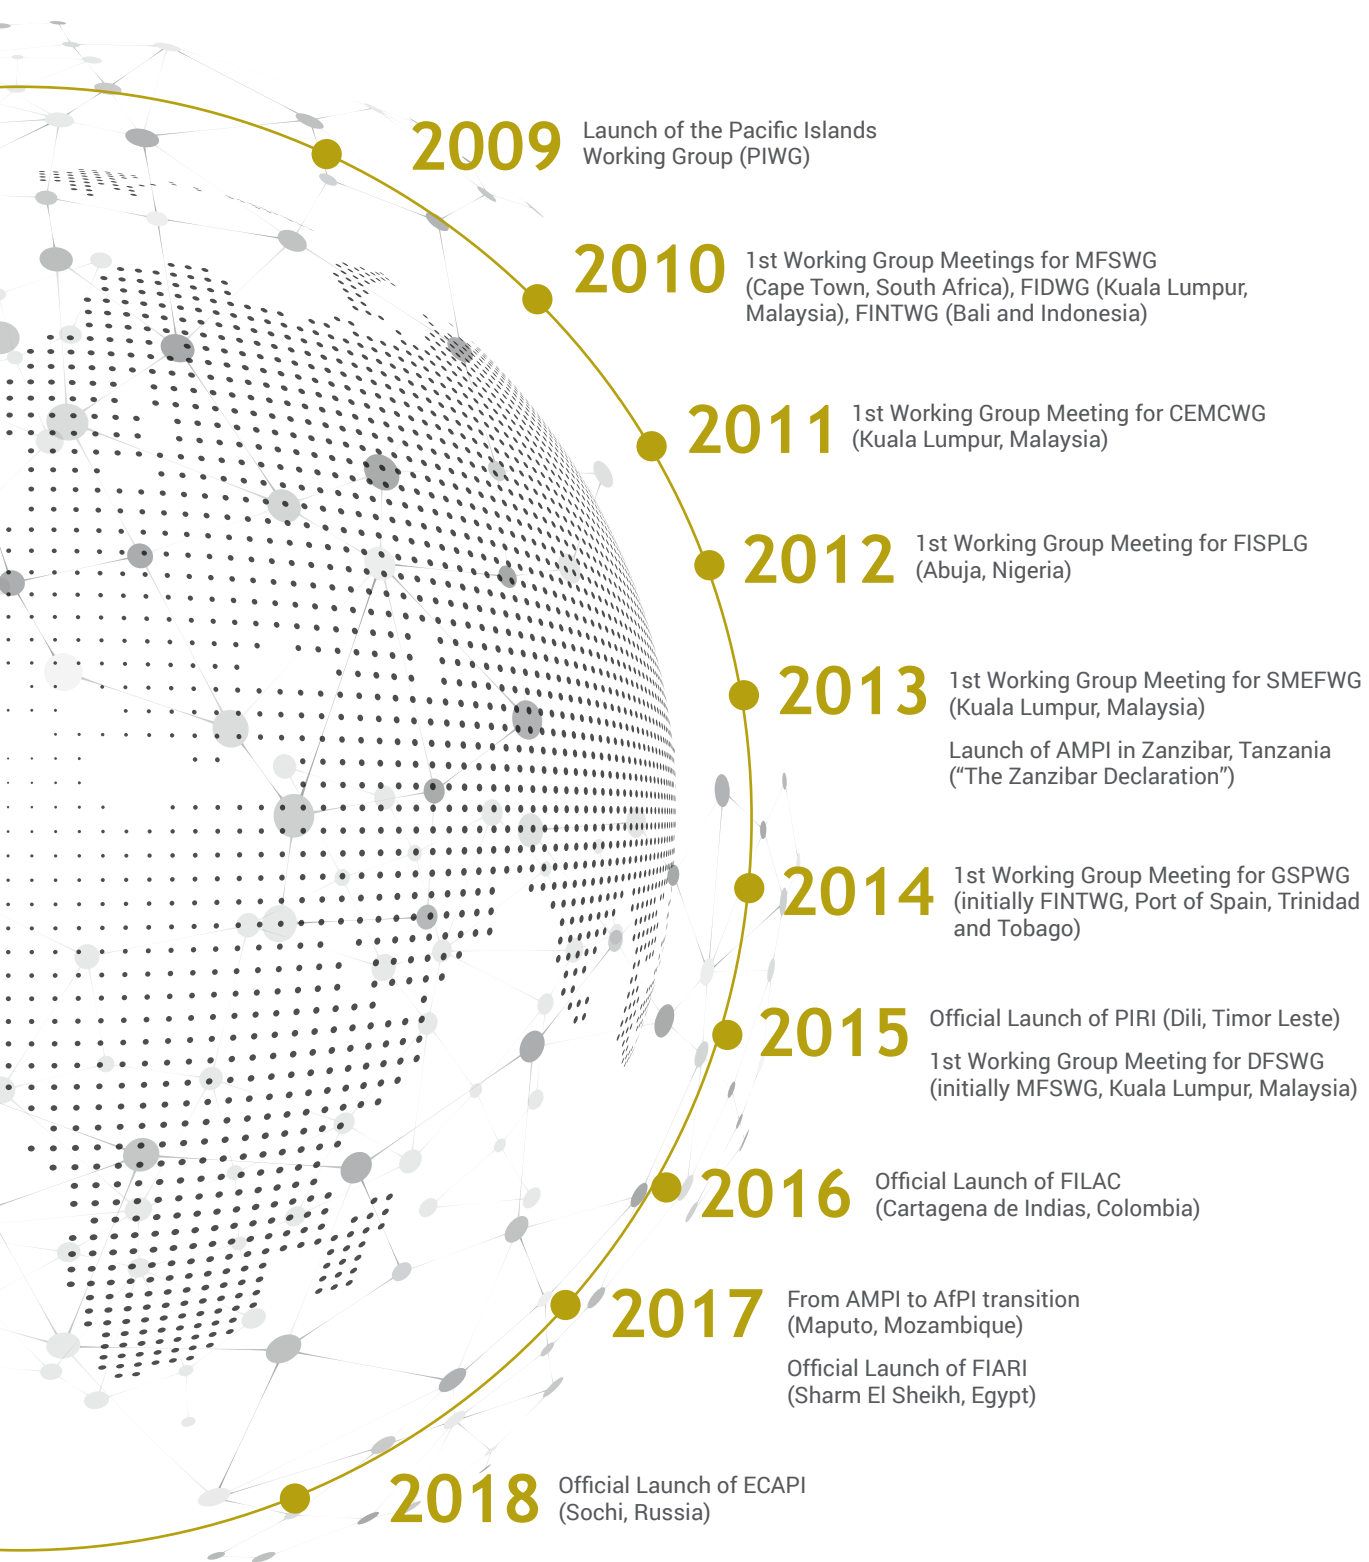 2009
Launch of the Pacific Islands
Working Group (PIWG)
2010
1st Working Group Meetings for MFSWG
(Cape Town, South Africa), FIDWG (Kuala Lumpur,
Malaysia), FINTWG (Bali and Indonesia)
2011
1st Working Group Meeting for CEMCWG
(Kuala Lumpur, Malaysia)
2012
1st Working Group Meeting for FISPLG
(Abuja, Nigeria)
2013
1st Working Group Meeting for SMEFWG
(Kuala Lumpur, Malaysia)
Launch of AMPI in Zanzibar, Tanzania
(“The Zanzibar Declaration”)
2014
1st Working Group Meeting for GSPWG
(initially FINTWG, Port of Spain, Trinidad
and Tobago)
2015
Official Launch of PIRI (Dili, Timor Leste)
1st Working Group Meeting for DFSWG
(initially MFSWG, Kuala Lumpur, Malaysia)
2016
Official Launch of FILAC
(Cartagena de Indias, Colombia)
2017
From AMPI to AfPI transition
(Maputo, Mozambique)
Official Launch of FIARI
(Sharm El Sheikh, Egypt)
2018
Official Launch of ECAPI
(Sochi, Russia)